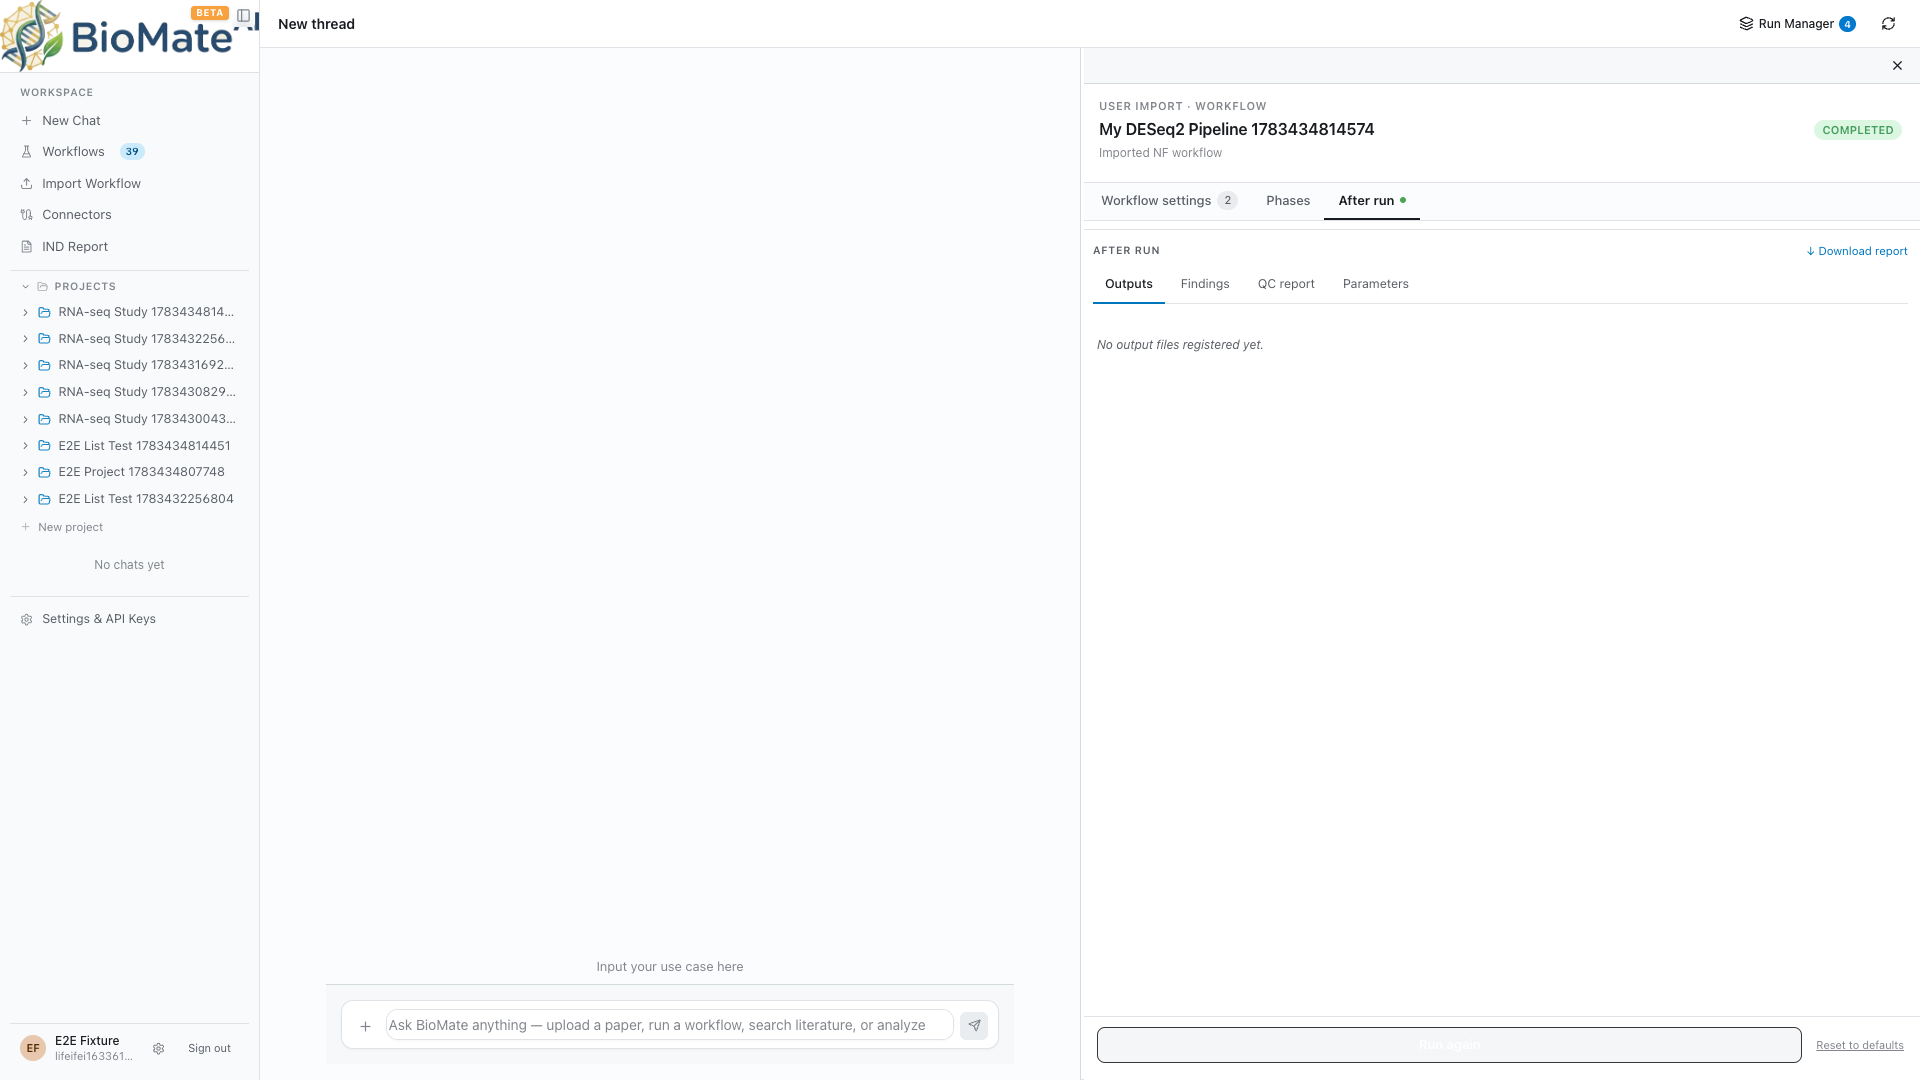 BioMate
BETA
WORKSPACE
New Chat
Workflows 39
Import Workflow
Connectors
IND Report
PROJECTS
RNA-seq Study 1783434814...
RNA-seq Study 1783432256...
RNA-seq Study 1783431692...
RNA-seq Study 1783430829...
RNA-seq Study 1783430043...
E2E List Test 1783434814451
E2E Project 1783434807748
E2E List Test 1783432256804
New project
No chats yet
Settings & API Keys
EF
E2E Fixture
lifeifei163361...
Sign out
New thread
Run Manager 4
Input your use case here
Ask BioMate anything — upload a paper, run a workflow, search literature, or analyze
USER IMPORT · WORKFLOW
My DESeq2 Pipeline 1783434814574
COMPLETED
Imported NF workflow
Workflow settings 2
Phases
After run
AFTER RUN
Download report
Outputs
Findings
QC report
Parameters
No output files registered yet.
Run again
Reset to defaults